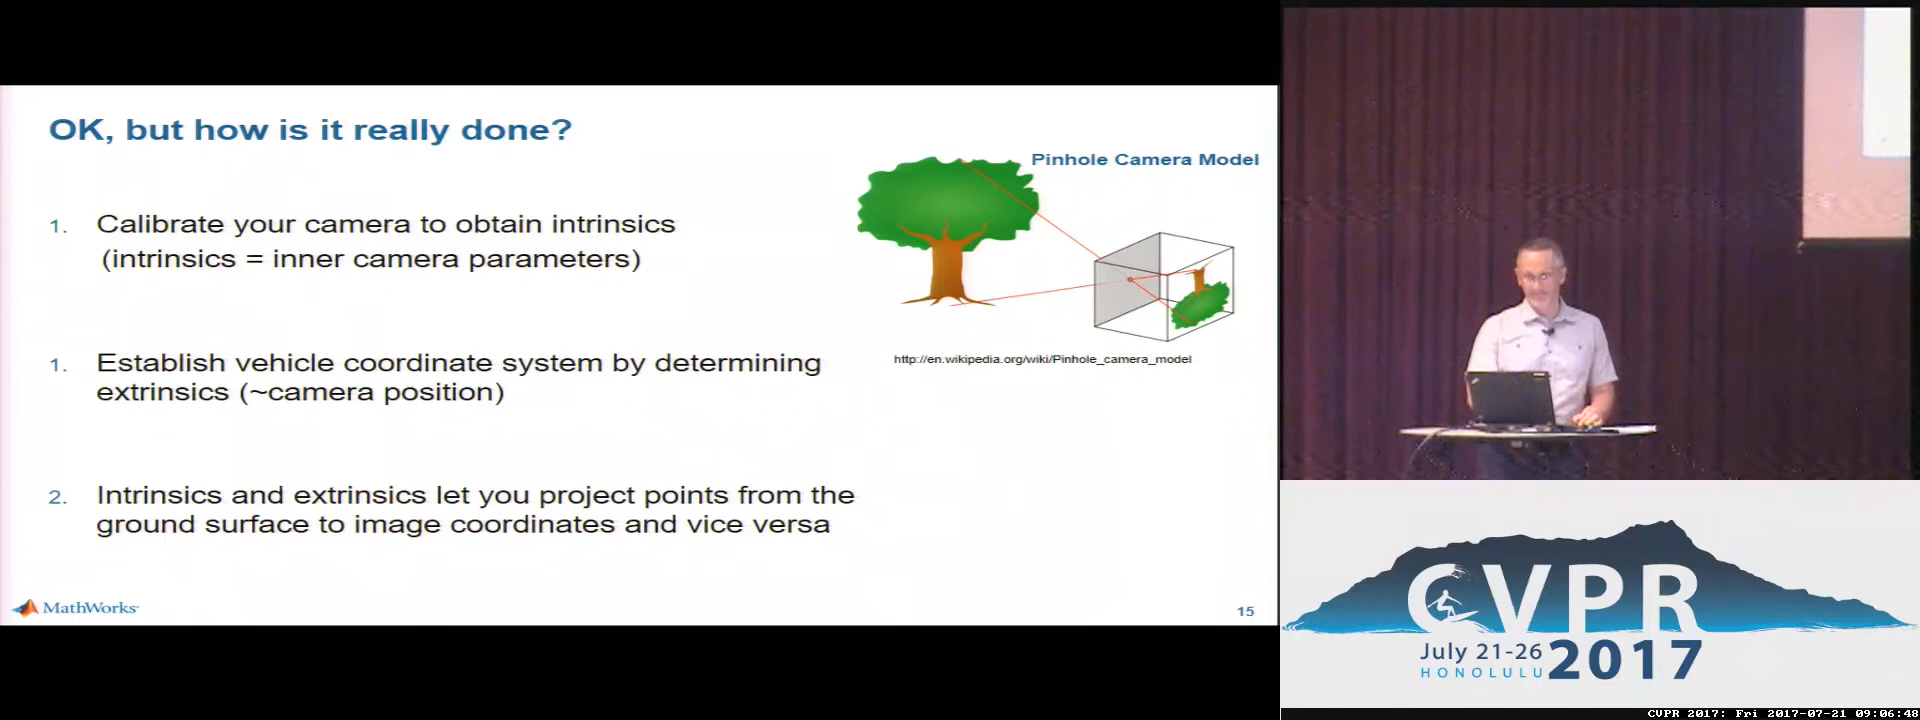 OK, but how is it really done?
Pinhole Camera Model
1. Calibrate your camera to obtain intrinsics
(intrinsics = inner camera parameters)
http://en.wikipedia.org/wiki/Pinhole_camera_model
1. Establish vehicle coordinate system by determining
extrinsics (~camera position)
2. Intrinsics and extrinsics let you project points from the
ground surface to image coordinates and vice versa
MathWorks
15
CVPR
July 21-26
HONOLULU
2017
CVPR 2017: Fri 2017-07-21 09:06:48